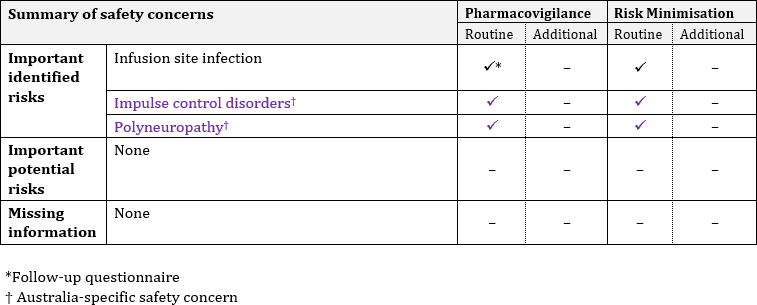 Summary of safety concerns Pharmacovigilance Risk Minimisation
Routine Additional Routine Additional
Important identified risks Infusion site infection ✓* – ✓ –
Impulse control disorders† ✓ – ✓ –
Polyneuropathy† ✓ – ✓ –
Important potential risks None – – – –
Missing information None – – – –
*Follow-up questionnaire
† Australia-specific safety concern